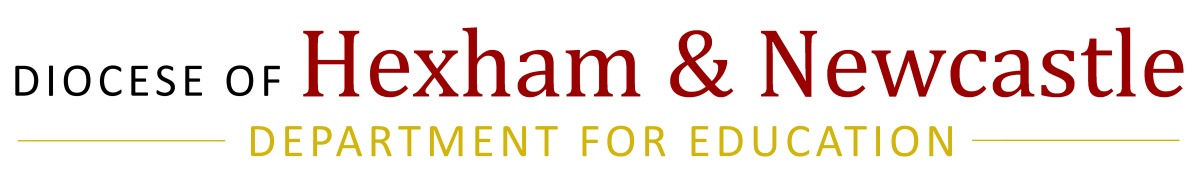 DIOCESE OF Hexham & Newcastle
DEPARTMENT FOR EDUCATION